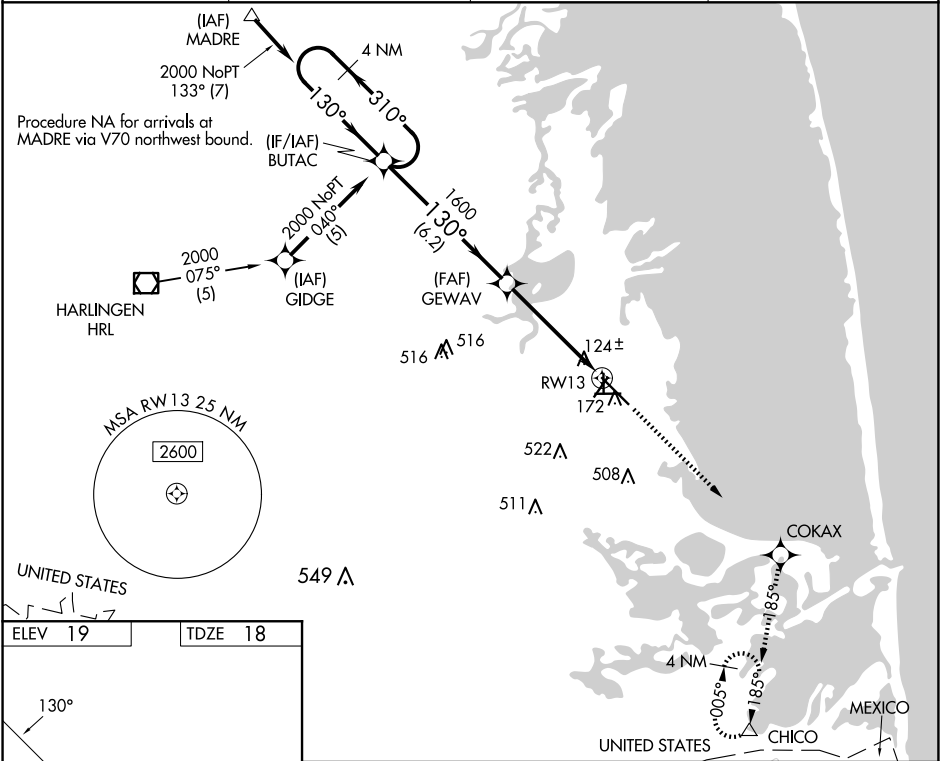 (IAF)
MADRE
4 NM
2000 NoPT
133° (7)
130°
310°
Procedure NA for arrivals at
MADRE via V70 northwest bound.
(IF/IAF)
BUTAC
2000 NoPT
040°
(5)
1600
130°
(6.2)
2000
075°
(5)
(IAF)
GIDGE
(FAF)
GEWAV
HARLINGEN
HRL
516
516
124±
RW13
172
MSA RW13 25 NM
2600
522
508
511
COKAX
549
UNITED STATES
185°
ELEV 19
TDZE 18
4 NM
005°
185°
130°
MEXICO
CHICO
UNITED STATES